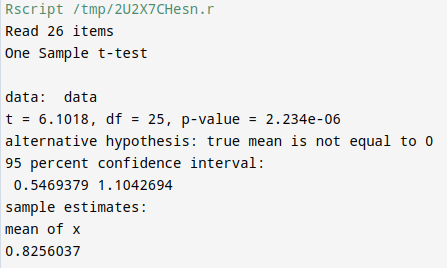 Rscript /tmp/2U2X7CHesn.r
Read 26 items
One Sample t-test
data:  data
t = 6.1018, df = 25, p-value = 2.234e-06
alternative hypothesis: true mean is not equal to 0
95 percent confidence interval:
 0.5469379 1.1042694
sample estimates:
mean of x
0.8256037